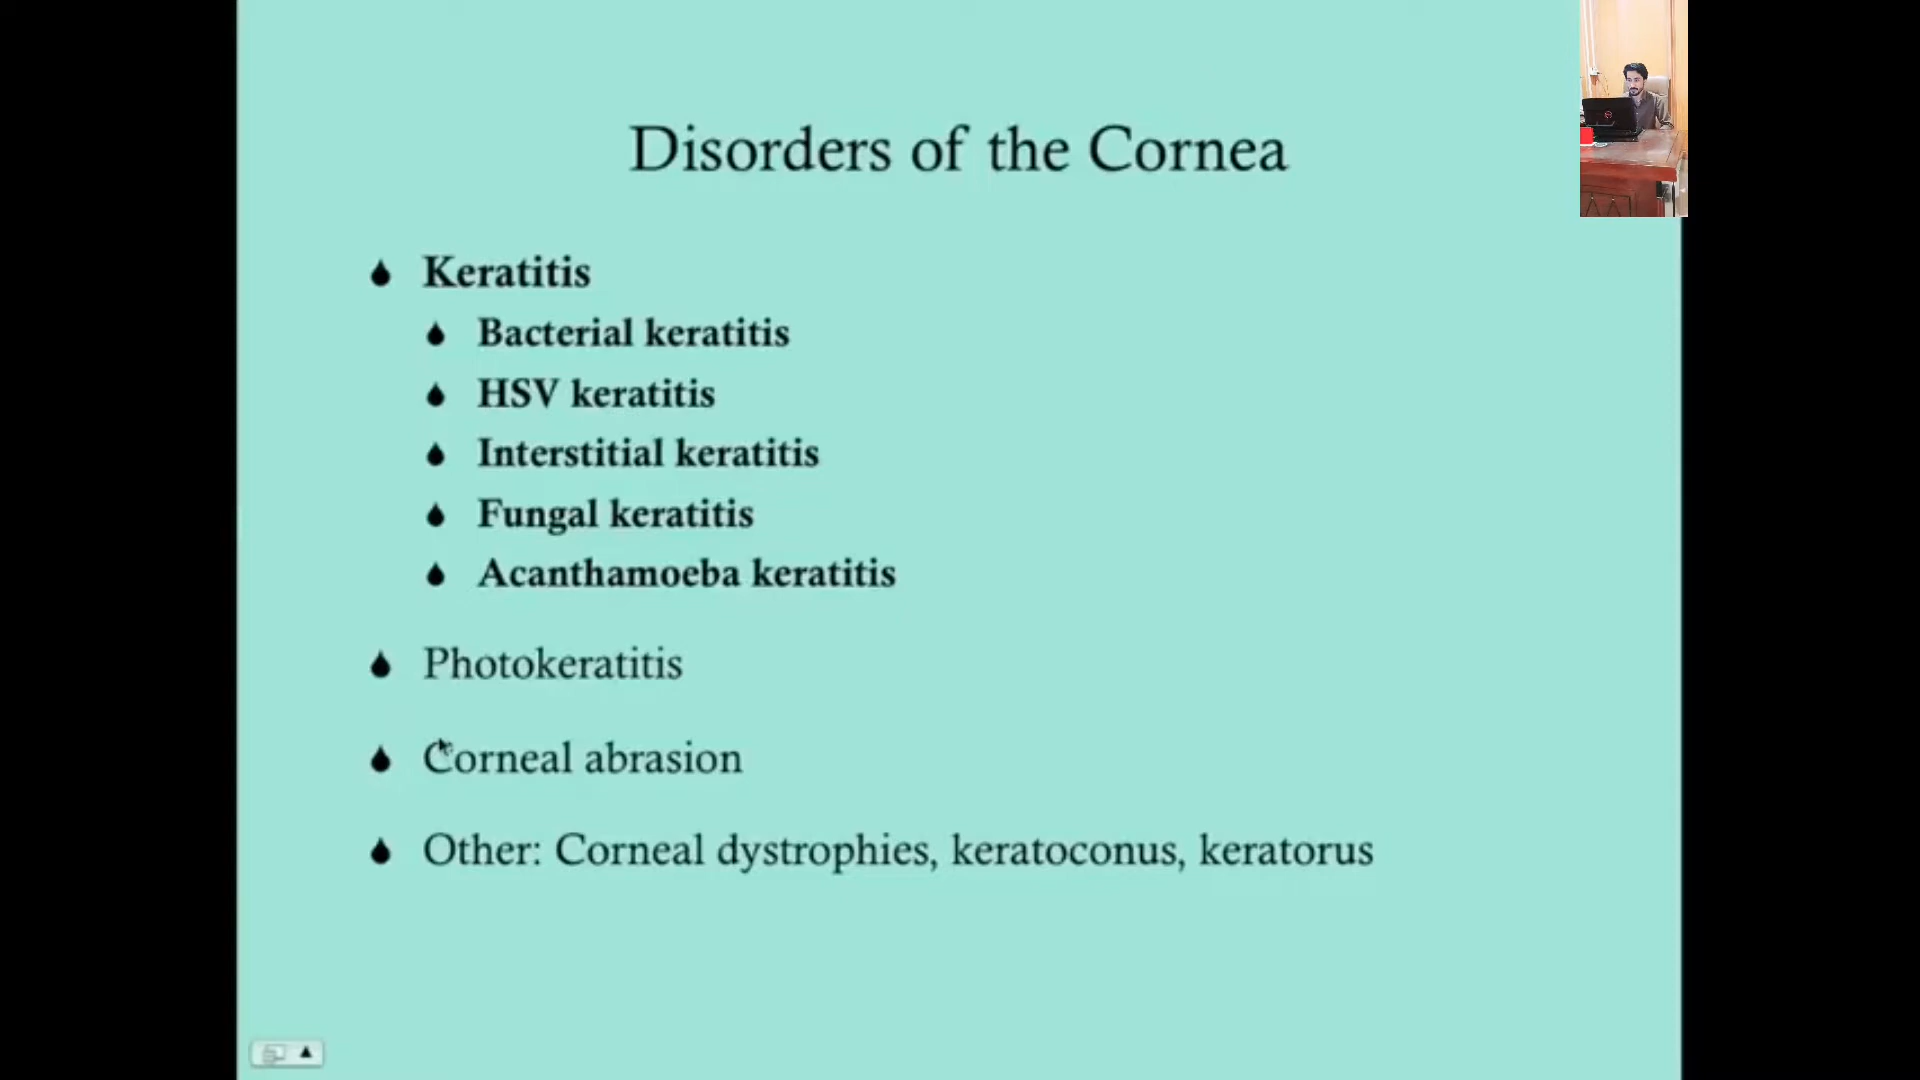 Disorders of the Cornea
Keratitis
Bacterial keratitis
HSV keratitis
Interstitial keratitis
Fungal keratitis
Acanthamoeba keratitis
Photokeratitis
Corneal abrasion
Other: Corneal dystrophies, keratoconus, keratorus